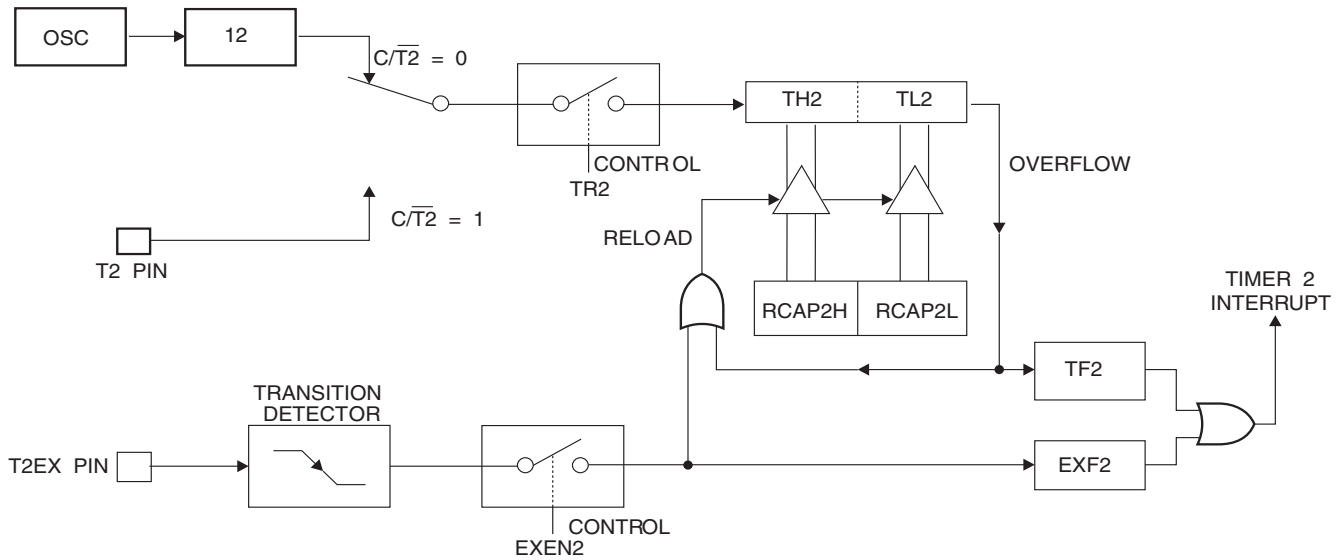 OSC
12
C/T2 = 0
TH2
TL2
CONTROL
TR2
OVERFLOW
C/T2 = 1
RELOAD
T2 PIN
TIMER 2
INTERRUPT
RCAP2H
RCAP2L
TF2
TRANSITION
DETECTOR
T2EX PIN
EXF2
CONTROL
EXEN2